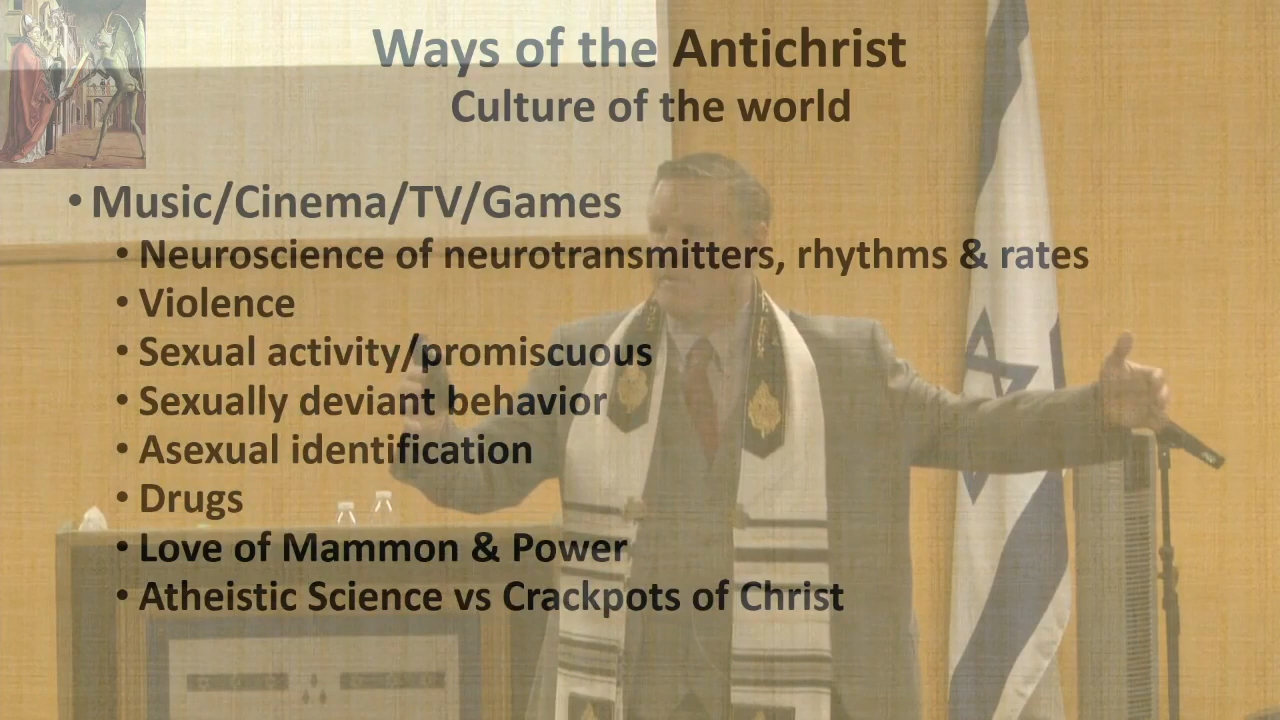 Ways of the Antichrist
Culture of the world
• Music/Cinema/TV/Games
• Neuroscience of neurotransmitters, rhythms & rates
• Violence
• Sexual activity/promiscuous
• Sexually deviant behavior
• Asexual identification
• Drugs
• Love of Mammon & Power
• Atheistic Science vs Crackpots of Christ